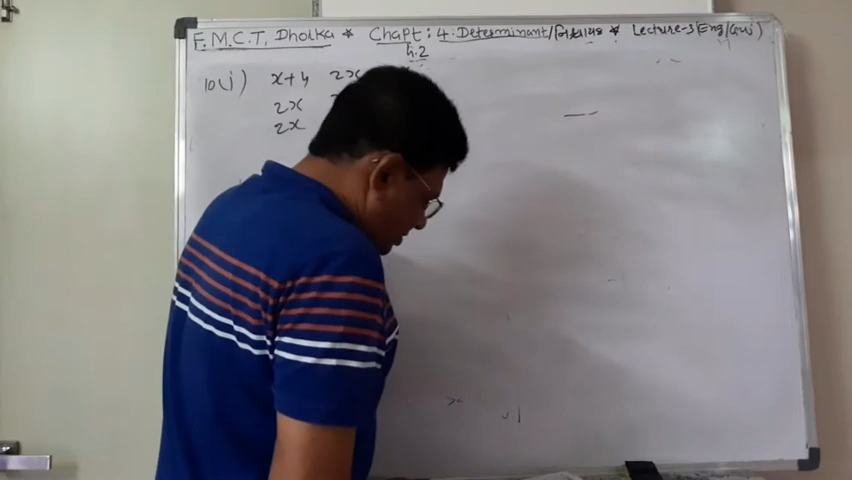 F.M.C.T. Dholka * Chapt: 4. Determinant/નિશ્ચાયક * Lecture-3 (Eng/Guj)
4.2
10(i) x+4 2x
2x
2x